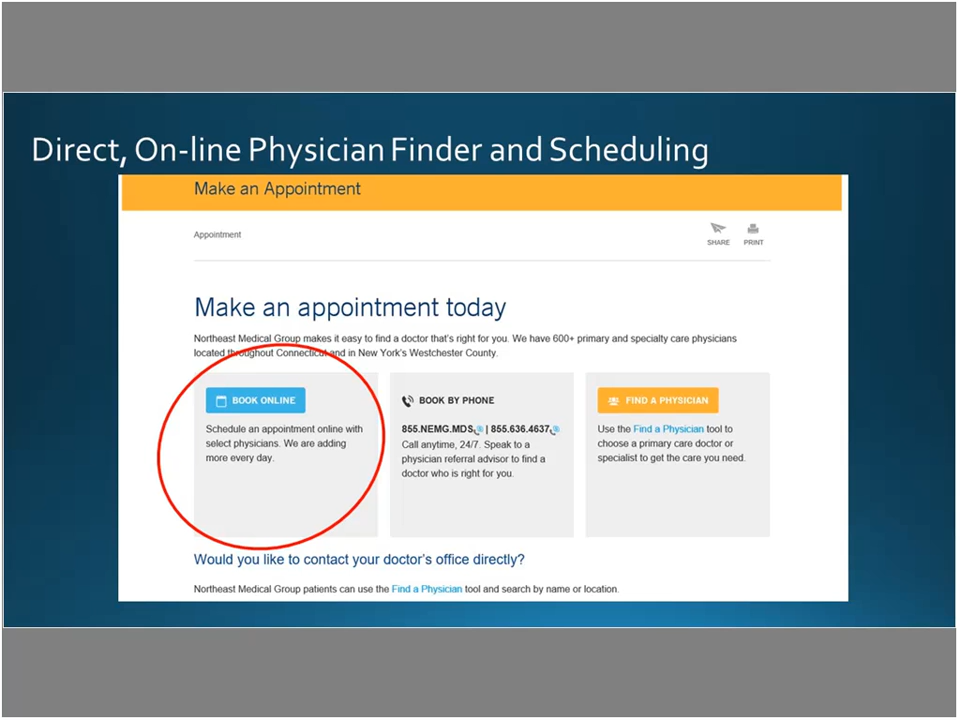 Direct, On-line Physician Finder and Scheduling
Make an Appointment
Appointment
SHARE
PRINT
Make an appointment today
Northeast Medical Group makes it easy to find a doctor that's right for you. We have 600+ primary and specialty care physicians
located throughout Connecticut and in New York's Westchester County.
BOOK ONLINE
Schedule an appointment online with
select physicians. We are adding
more every day.
BOOK BY PHONE
855.NEMG.MDS | 855.636.4637
Call anytime, 24/7. Speak to a
physician referral advisor to find a
doctor who is right for you.
FIND A PHYSICIAN
Use the Find a Physician tool to
choose a primary care doctor or
specialist to get the care you need.
Would you like to contact your doctor's office directly?
Northeast Medical Group patients can use the Find a Physician tool and search by name or location.